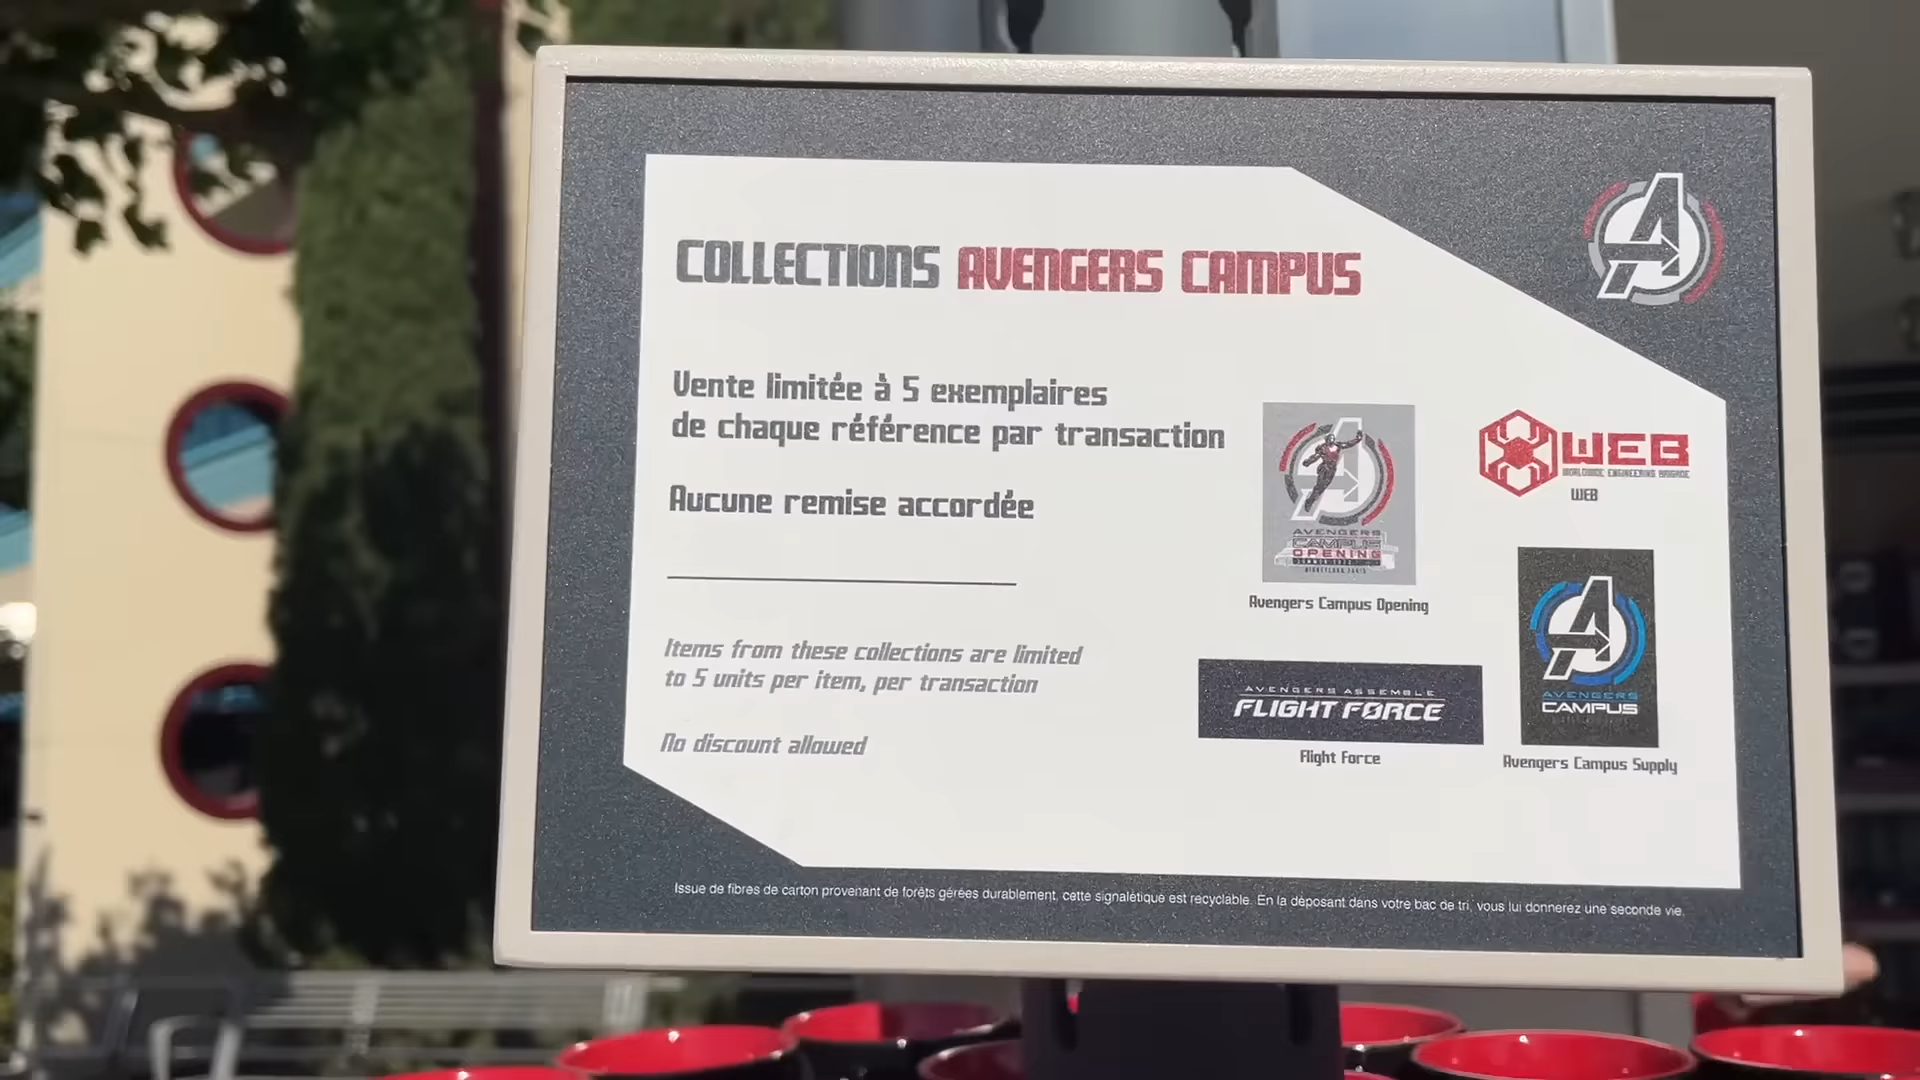 COLLECTIONS AVENGERS CAMPUS
Vente limitée à 5 exemplaires
de chaque référence par transaction
Aucune remise accordée
Items from these collections are limited
to 5 units per item, per transaction
No discount allowed
AVENGERS
CAMPUS
OPENING
Avengers Campus Opening
WEB
WORLDWIDE ENGINEERING BRIGADE
WEB
AVENGERS ASSEMBLE
FLIGHT FORCE
Flight Force
AVENGERS
CAMPUS
Avengers Campus Supply
Issue de fibres de carton provenant de forêts gérées durablement, cette signalétique est recyclable. En la déposant dans votre bac de tri, vous lui donnerez une seconde vie.